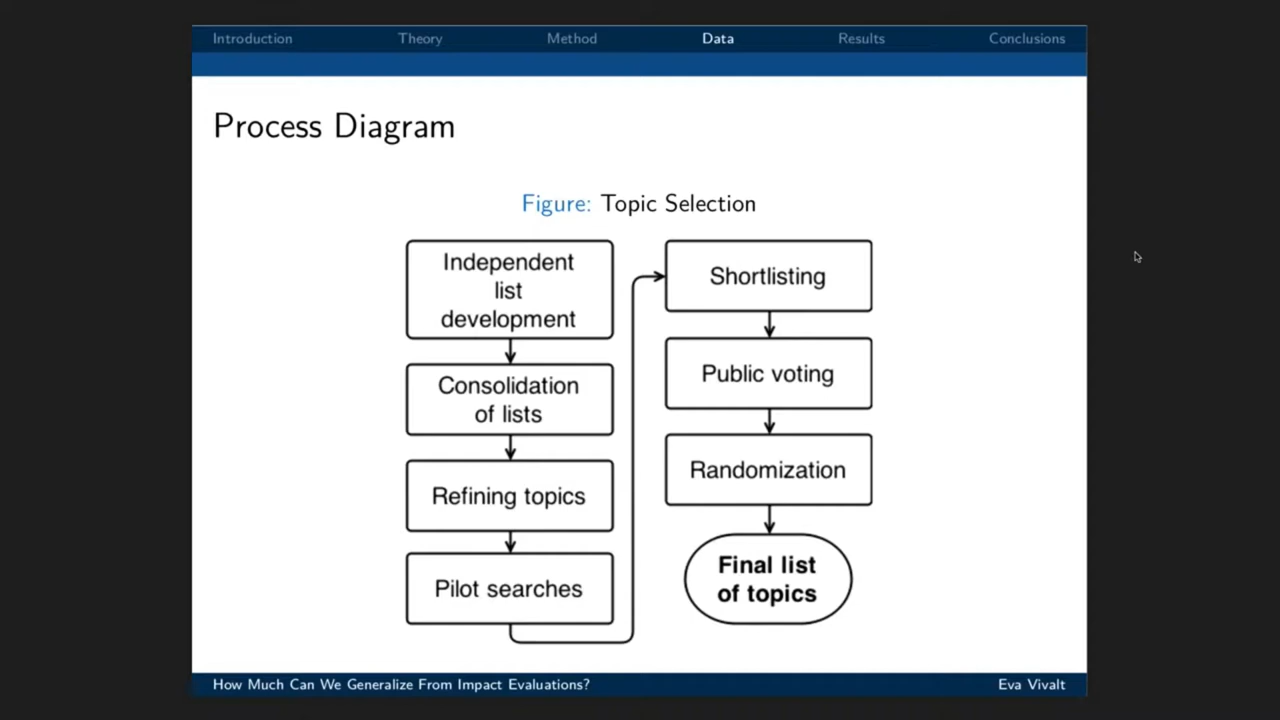 Introduction Theory Method Data Results Conclusions
Process Diagram
Figure: Topic Selection
Independent
list
development
Consolidation
of lists
Refining topics
Pilot searches
Shortlisting
Public voting
Randomization
Final list
of topics
How Much Can We Generalize From Impact Evaluations? Eva Vivalt